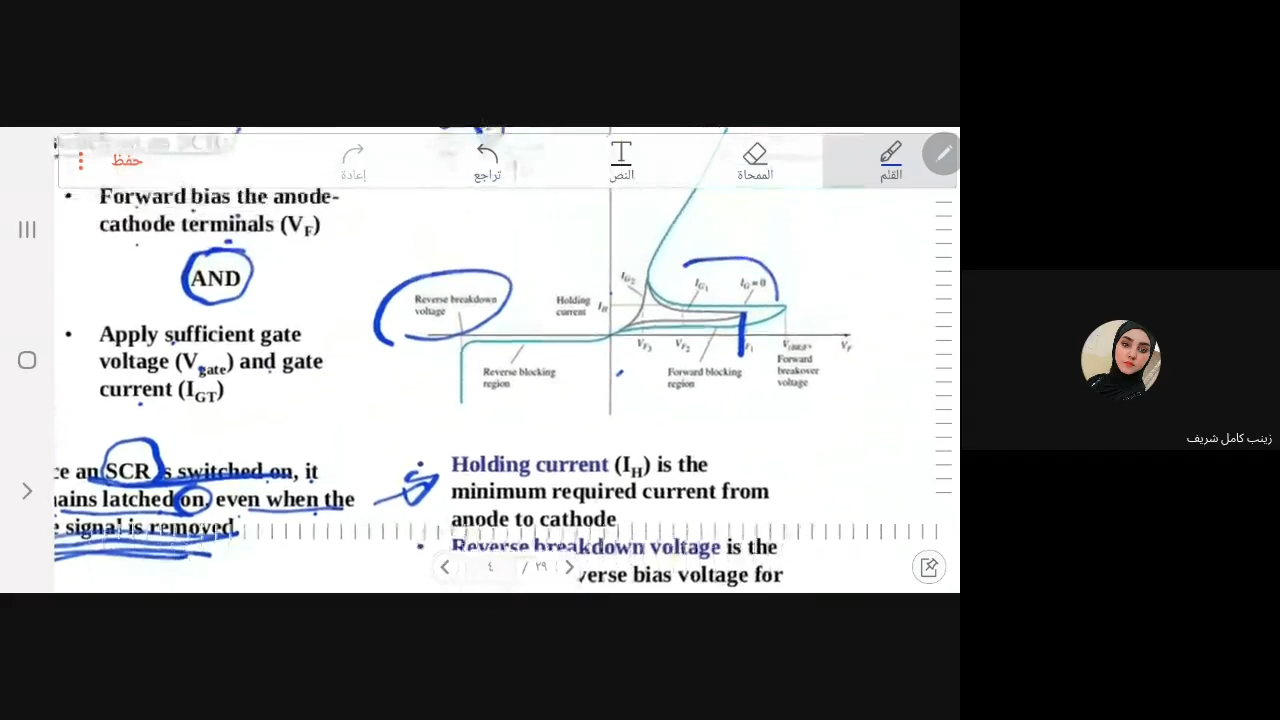 حفظ
إعادة
تراجع
النص
الممحاة
القلم
• Forward bias the anode-
cathode terminals (VF)
AND
• Apply sufficient gate
voltage (Vgate) and gate
current (IGT)
an SCR is switched on, it
latched on, even when the
signal is removed.
Reverse breakdown
voltage
Holding
current
IH
IG2
IG1
IG = 0
VF3
VF2
VF
Reverse blocking
region
Forward blocking
region
Forward
breakover
voltage
• Holding current (IH) is the
minimum required current from
anode to cathode
• Reverse breakdown voltage is the
verse bias voltage for
٤ / ٢٩
زينب كامل شريف